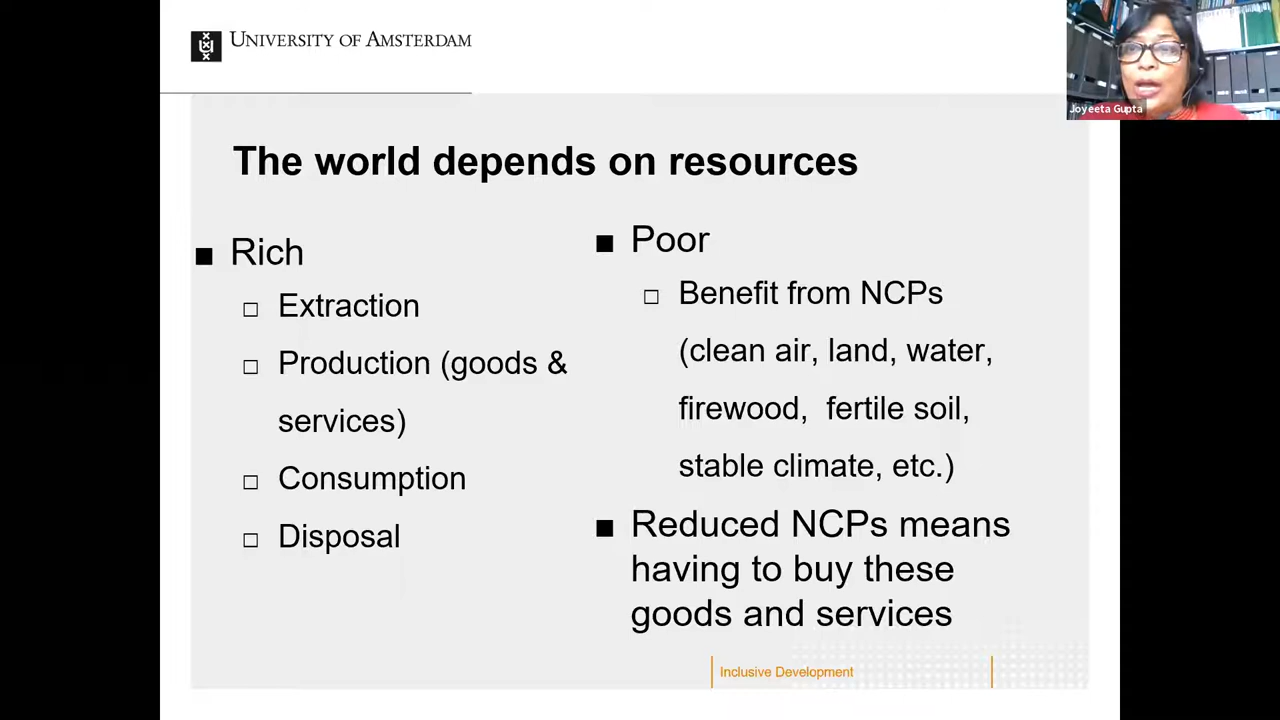 UNIVERSITY OF AMSTERDAM
Joyeeta Gupta
The world depends on resources
■ Rich
□ Extraction
□ Production (goods &
services)
□ Consumption
□ Disposal
■ Poor
□ Benefit from NCPs
(clean air, land, water,
firewood, fertile soil,
stable climate, etc.)
■ Reduced NCPs means
having to buy these
goods and services
Inclusive Development